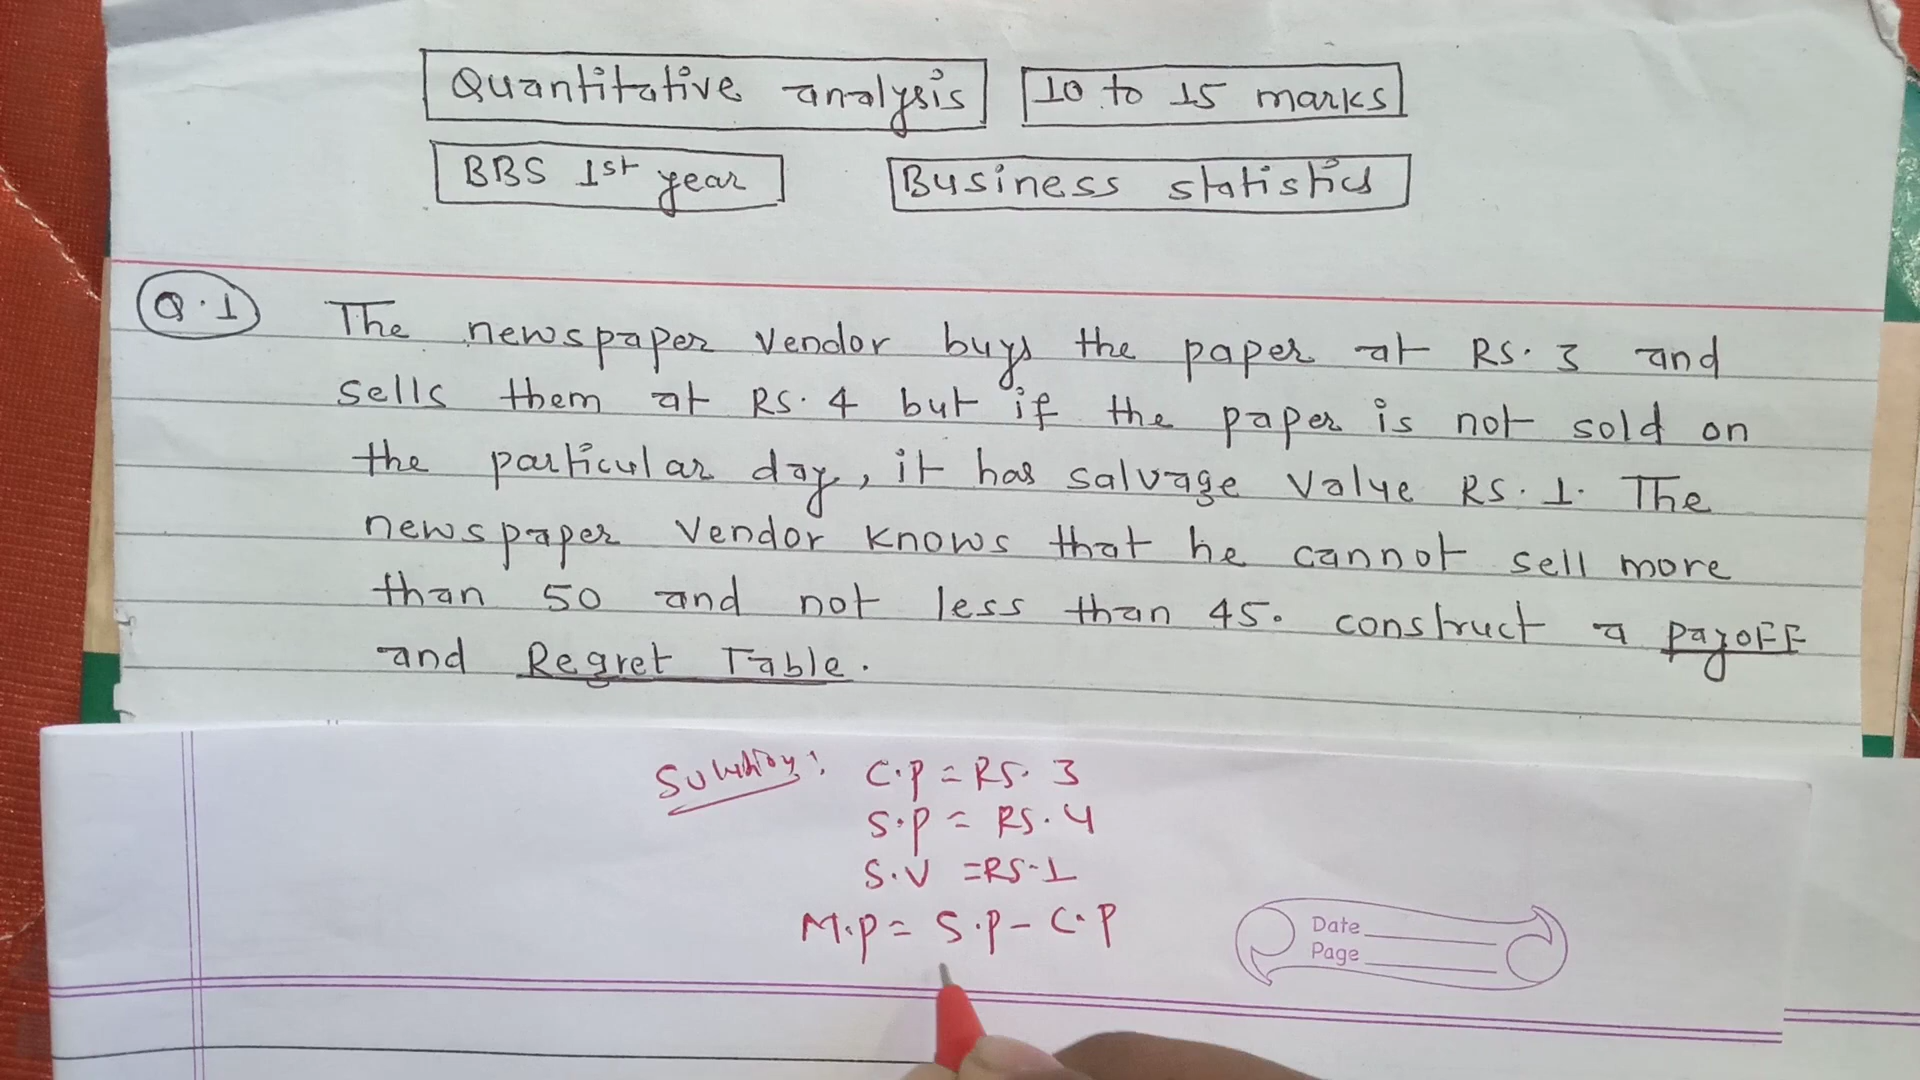 Quantitative analysis 10 to 15 marks
BBS 1st year Business statistics
Q.1 The newspaper vendor buys the paper at RS. 3 and
sells them at RS. 4 but if the paper is not sold on
the particular day, it has salvage value RS. 1. The
newspaper vendor knows that he cannot sell more
than 50 and not less than 45. construct a payoFF
and Regret Table.
C.P = RS. 3
S.P = RS. 4
S.V = RS. 1
M.P = S.P - C.P
Date
Page